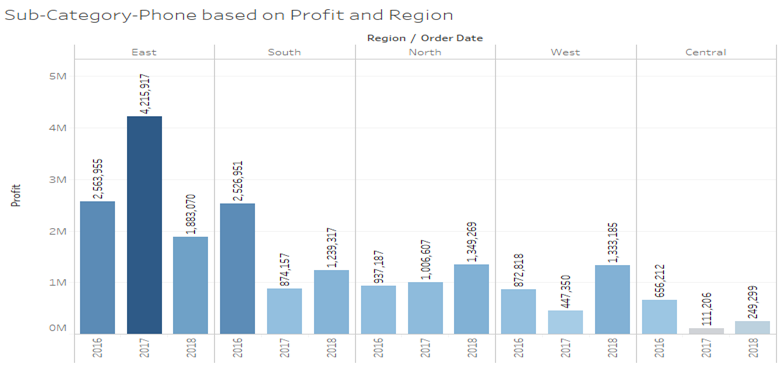 Sub-Category-Phone based on Profit and Region
Region / Order Date
East South North West Central
5M
4M
3M
2M
1M
0M
Profit
2,563,955
4,215,917
1,883,070
2,526,951
874,157
1,239,317
937,187
1,006,607
1,349,269
872,818
447,350
1,333,185
656,212
111,206
249,299
2016 2017 2018 2016 2017 2018 2016 2017 2018 2016 2017 2018 2016 2017 2018